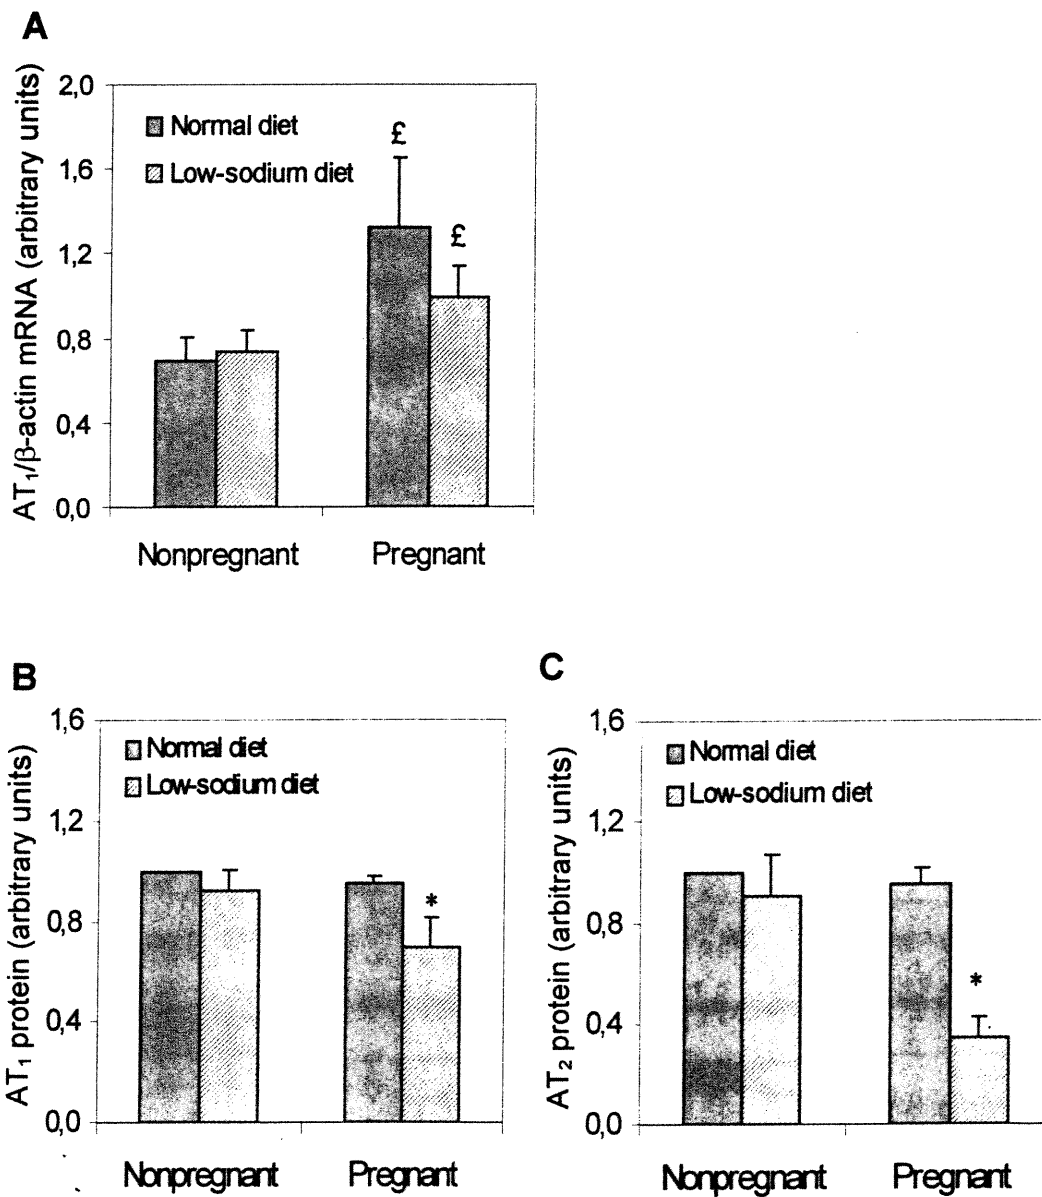 A
AT₁/β-actin mRNA (arbitrary units)
2,0
1,6
1,2
0,8
0,4
0,0
Normal diet
Low-sodium diet
£
£
Nonpregnant Pregnant
B
AT₁ protein (arbitrary units)
1,6
1,2
0,8
0,4
0,0
Normal diet
Low-sodium diet
*
Nonpregnant Pregnant
C
AT₂ protein (arbitrary units)
1,6
1,2
0,8
0,4
0,0
Normal diet
Low-sodium diet
*
Nonpregnant Pregnant